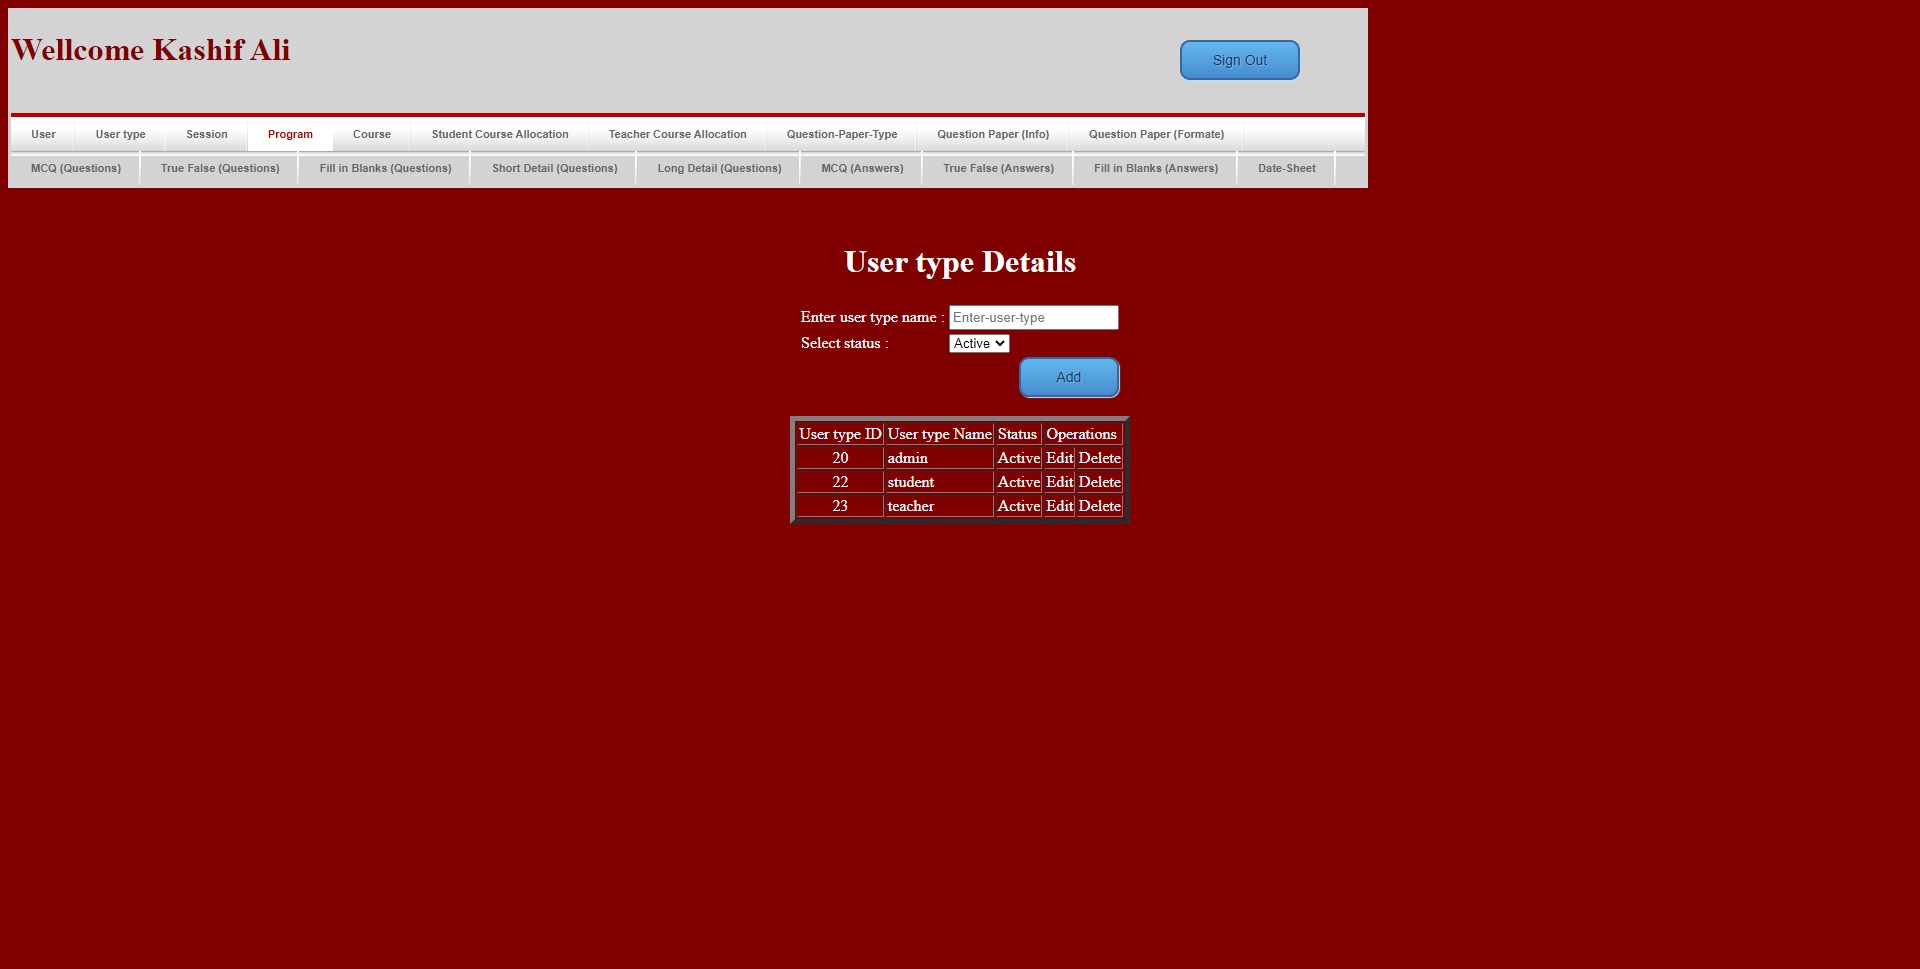 Wellcome Kashif Ali
Sign Out
User User type Session Program Course Student Course Allocation Teacher Course Allocation Question-Paper-Type Question Paper (Info) Question Paper (Formate)
MCQ (Questions) True False (Questions) Fill in Blanks (Questions) Short Detail (Questions) Long Detail (Questions) MCQ (Answers) True False (Answers) Fill in Blanks (Answers) Date-Sheet
User type Details
Enter user type name : Enter-user-type
Select status : Active
Add
User type ID User type Name Status Operations
20 admin Active Edit Delete
22 student Active Edit Delete
23 teacher Active Edit Delete